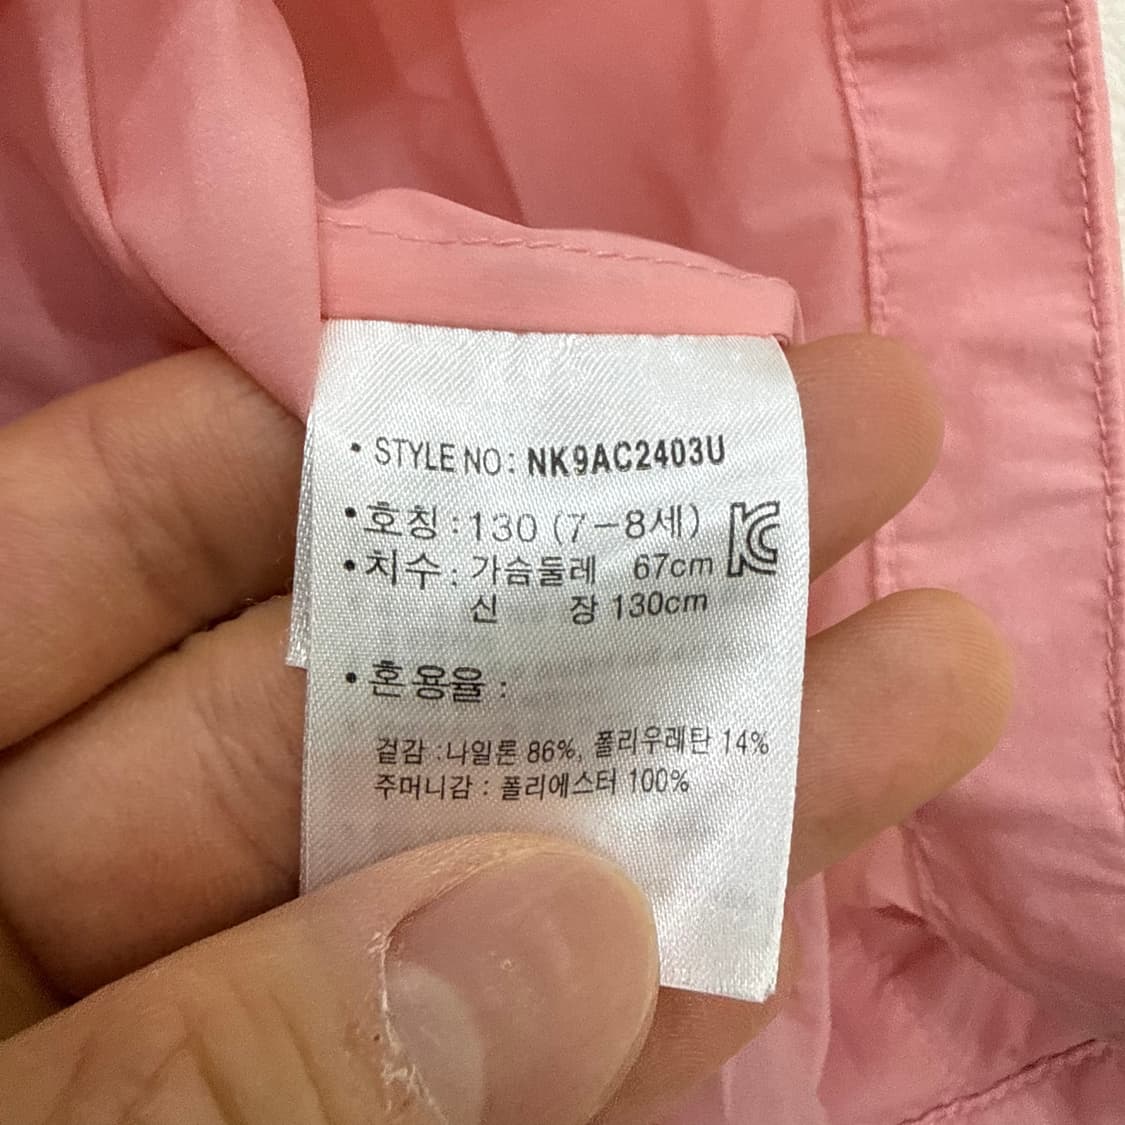 • STYLE NO: NK9AC2403U
• 호칭 : 130 (7-8세)
• 치수 : 가슴둘레 67cm
신 장 130cm
KC
• 혼용율 :
겉감 : 나일론 86%, 폴리우레탄 14%
주머니감 : 폴리에스터 100%